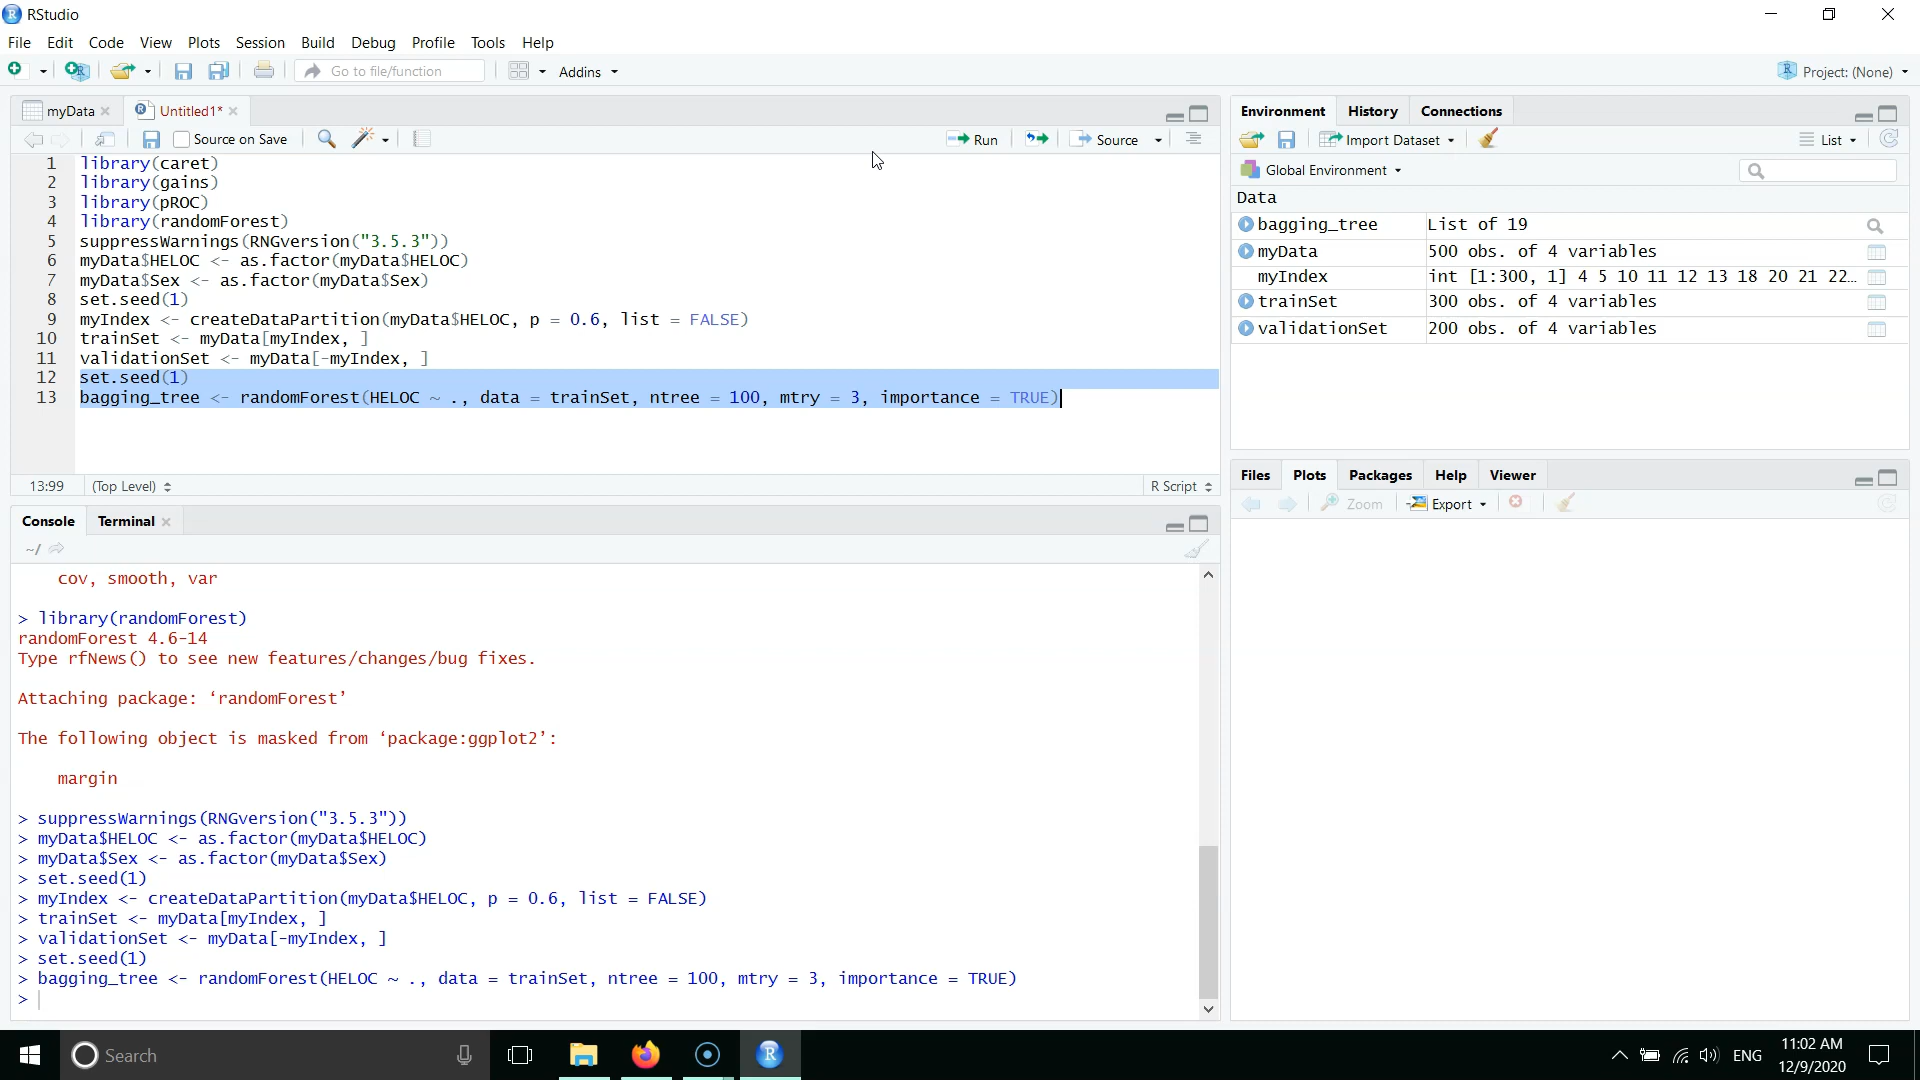 RStudio
File Edit Code View Plots Session Build Debug Profile Tools Help
Go to file/function Addins Project: (None)
myData Untitled1*
Source on Save Run Source
1 library(caret)
2 library(gains)
3 library(pROC)
4 library(randomForest)
5 suppressWarnings(RNGversion("3.5.3"))
6 myData$HELOC <- as.factor(myData$HELOC)
7 myData$Sex <- as.factor(myData$Sex)
8 set.seed(1)
9 myIndex <- createDataPartition(myData$HELOC, p = 0.6, list = FALSE)
10 trainSet <- myData[myIndex, ]
11 validationSet <- myData[-myIndex, ]
12 set.seed(1)
13 bagging_tree <- randomForest(HELOC ~ ., data = trainSet, ntree = 100, mtry = 3, importance = TRUE)
13:99 (Top Level) R Script
Console Terminal
~/
cov, smooth, var
> library(randomForest)
randomForest 4.6-14
Type rfNews() to see new features/changes/bug fixes.
Attaching package: ‘randomForest’
The following object is masked from ‘package:ggplot2’:
margin
> suppressWarnings(RNGversion("3.5.3"))
> myData$HELOC <- as.factor(myData$HELOC)
> myData$Sex <- as.factor(myData$Sex)
> set.seed(1)
> myIndex <- createDataPartition(myData$HELOC, p = 0.6, list = FALSE)
> trainSet <- myData[myIndex, ]
> validationSet <- myData[-myIndex, ]
> set.seed(1)
> bagging_tree <- randomForest(HELOC ~ ., data = trainSet, ntree = 100, mtry = 3, importance = TRUE)
>
Environment History Connections
Import Dataset List
Global Environment
Data
bagging_tree List of 19
myData 500 obs. of 4 variables
myIndex int [1:300, 1] 4 5 10 11 12 13 18 20 21 22…
trainSet 300 obs. of 4 variables
validationSet 200 obs. of 4 variables
Files Plots Packages Help Viewer
Zoom Export
Search
ENG
11:02 AM
12/9/2020